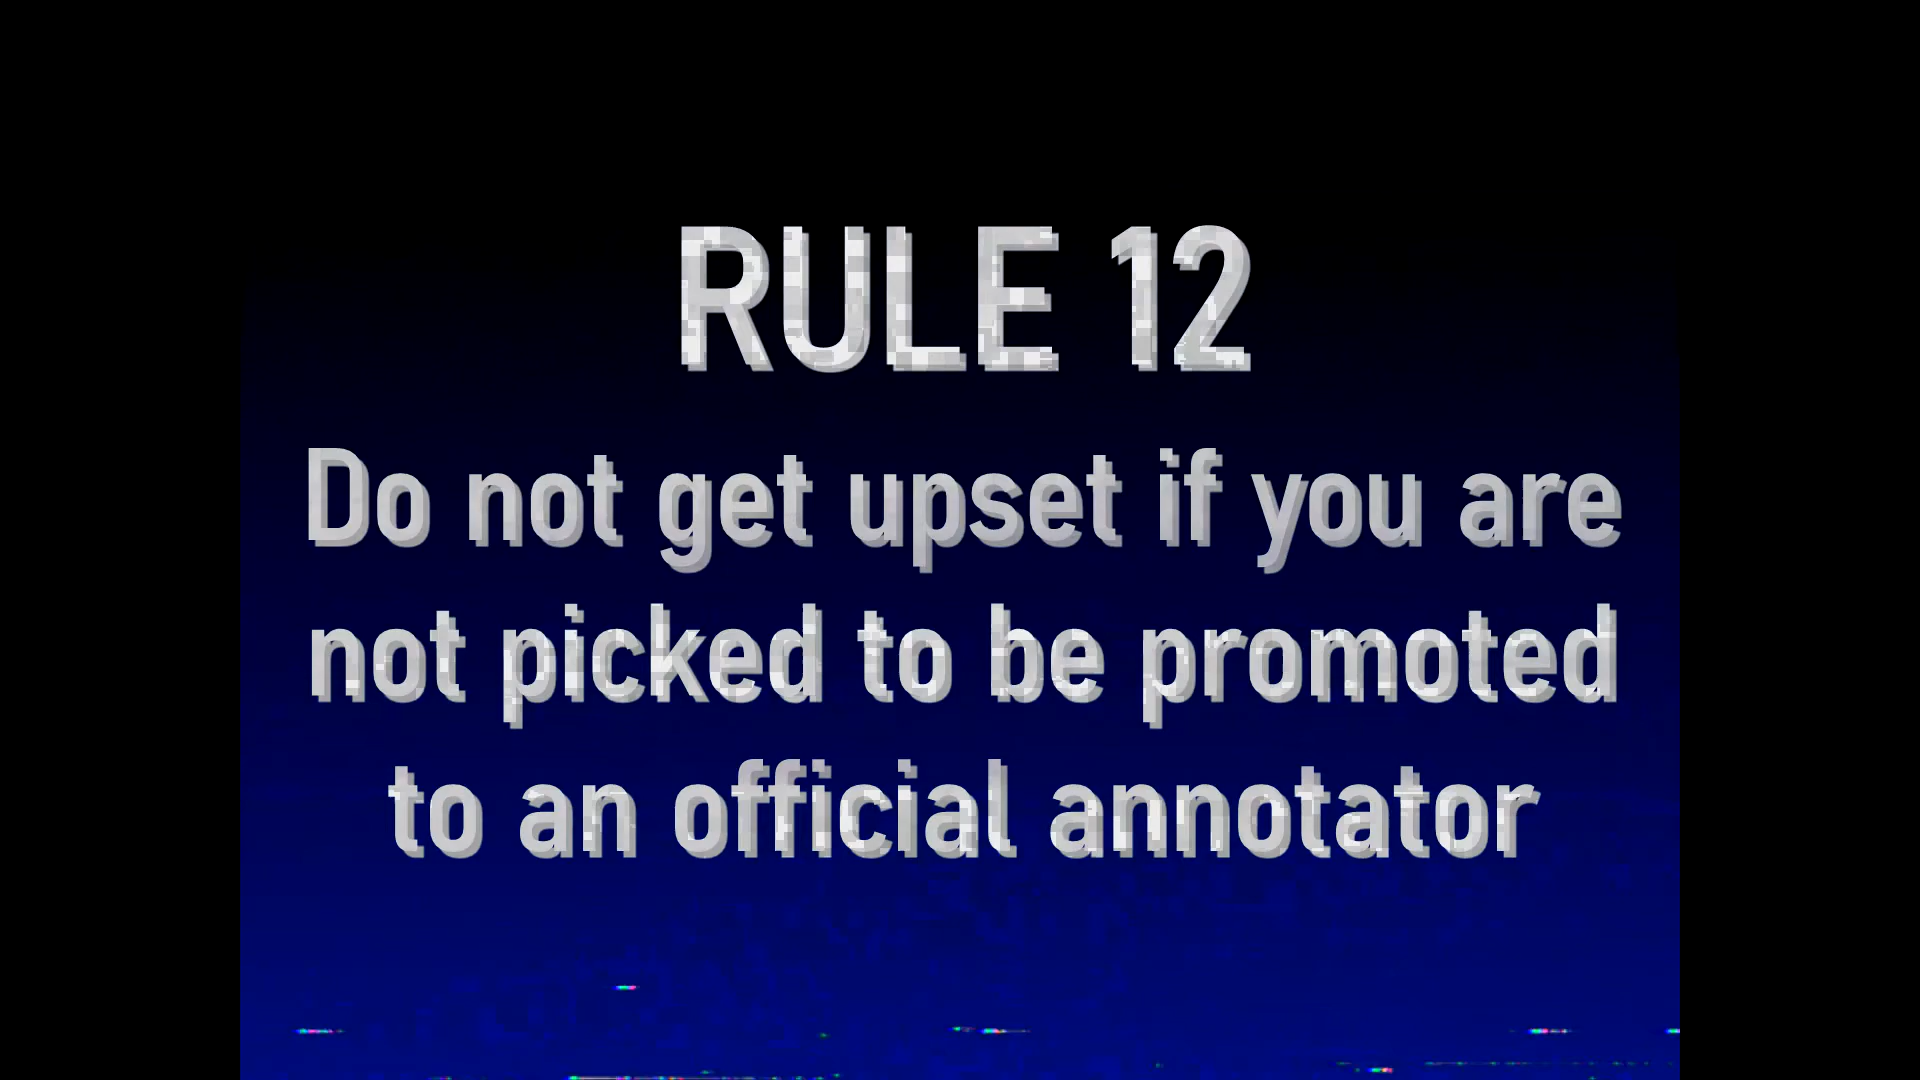 RULE 12
Do not get upset if you are
not picked to be promoted
to an official annotator